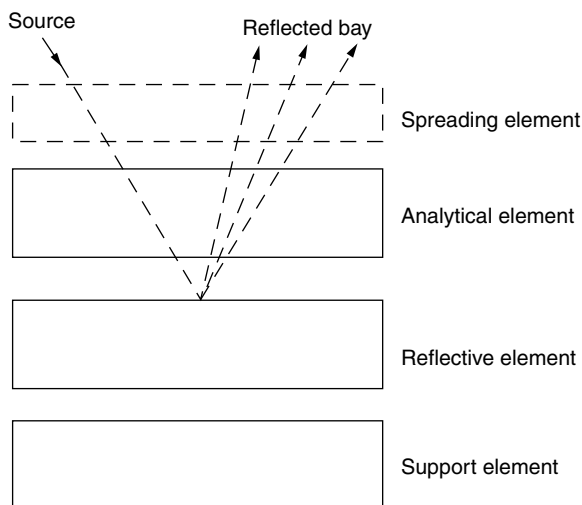 Source
Reflected bay
Spreading element
Analytical element
Reflective element
Support element